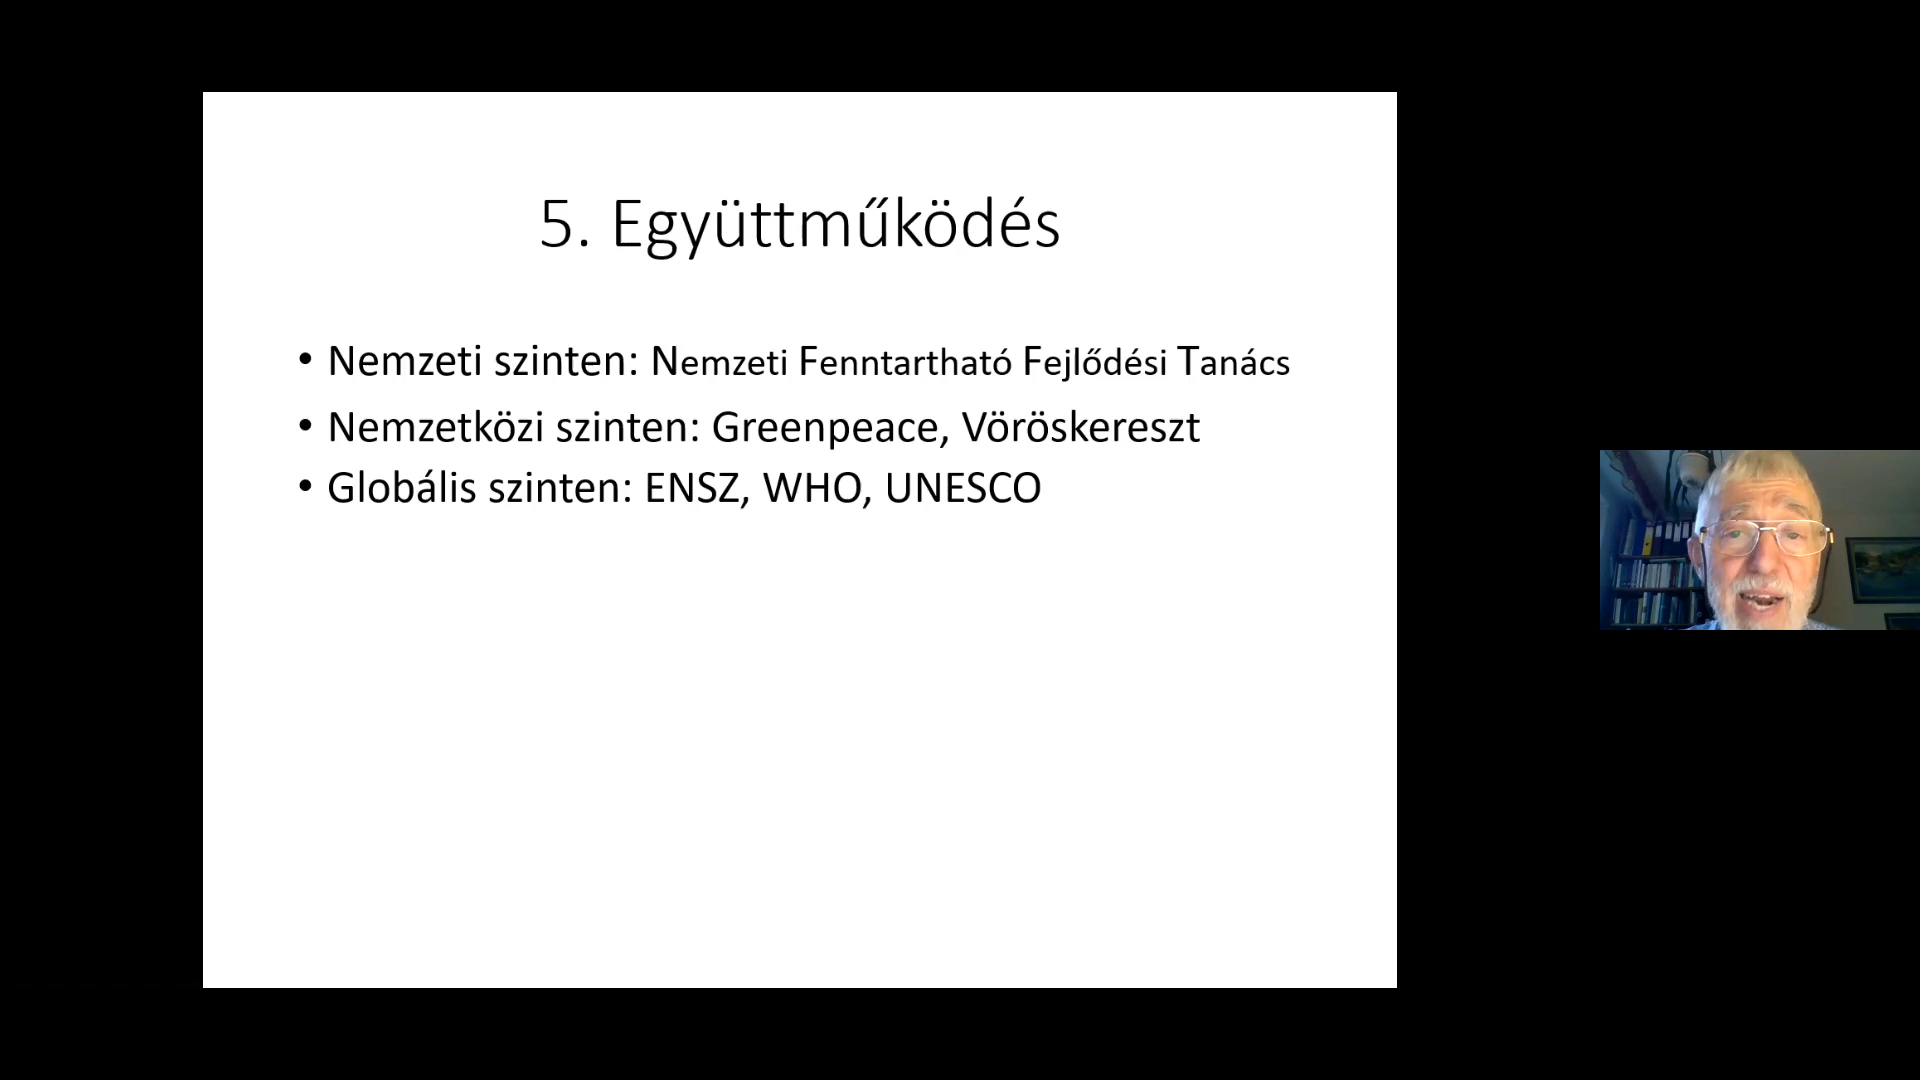 5. Együttműködés
• Nemzeti szinten: Nemzeti Fenntartható Fejlődési Tanács
• Nemzetközi szinten: Greenpeace, Vöröskereszt
• Globális szinten: ENSZ, WHO, UNESCO